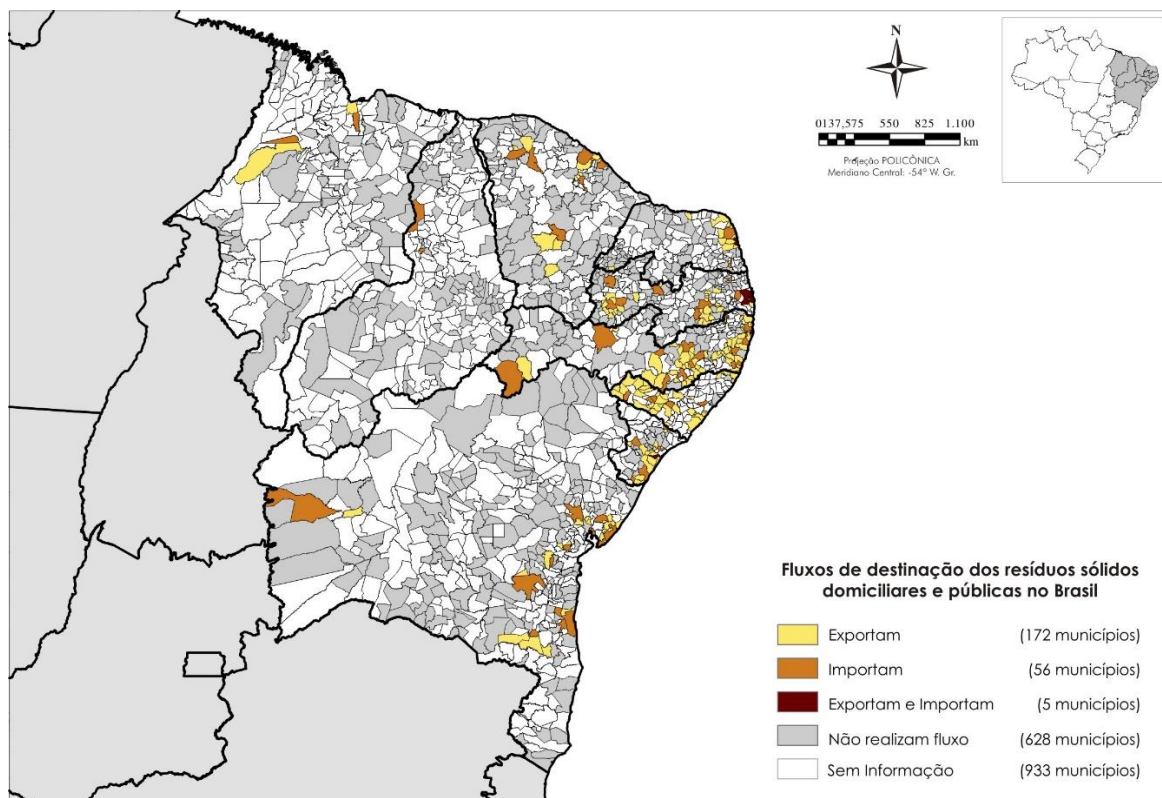 N
0137,575 550 825 1.100
km
Projeção POLICÔNICA
Meridiano Central: -54º W. Gr.
Fluxos de destinação dos resíduos sólidos
domiciliares e públicas no Brasil
Exportam (172 municípios)
Importam (56 municípios)
Exportam e Importam (5 municípios)
Não realizam fluxo (628 municípios)
Sem Informação (933 municípios)